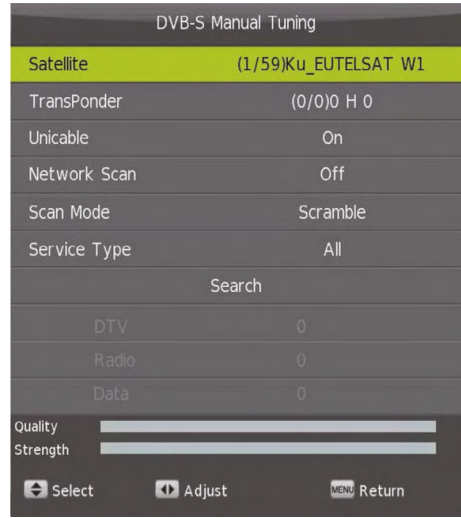 DVB-S Manual Tuning
Satellite (1/59)Ku_EUTELSAT W1
TransPonder (0/0)0 H 0
Unicable On
Network Scan Off
Scan Mode Scramble
Service Type All
Search
DTV 0
Radio 0
Data 0
Quality
Strength
Select Adjust MENU Return